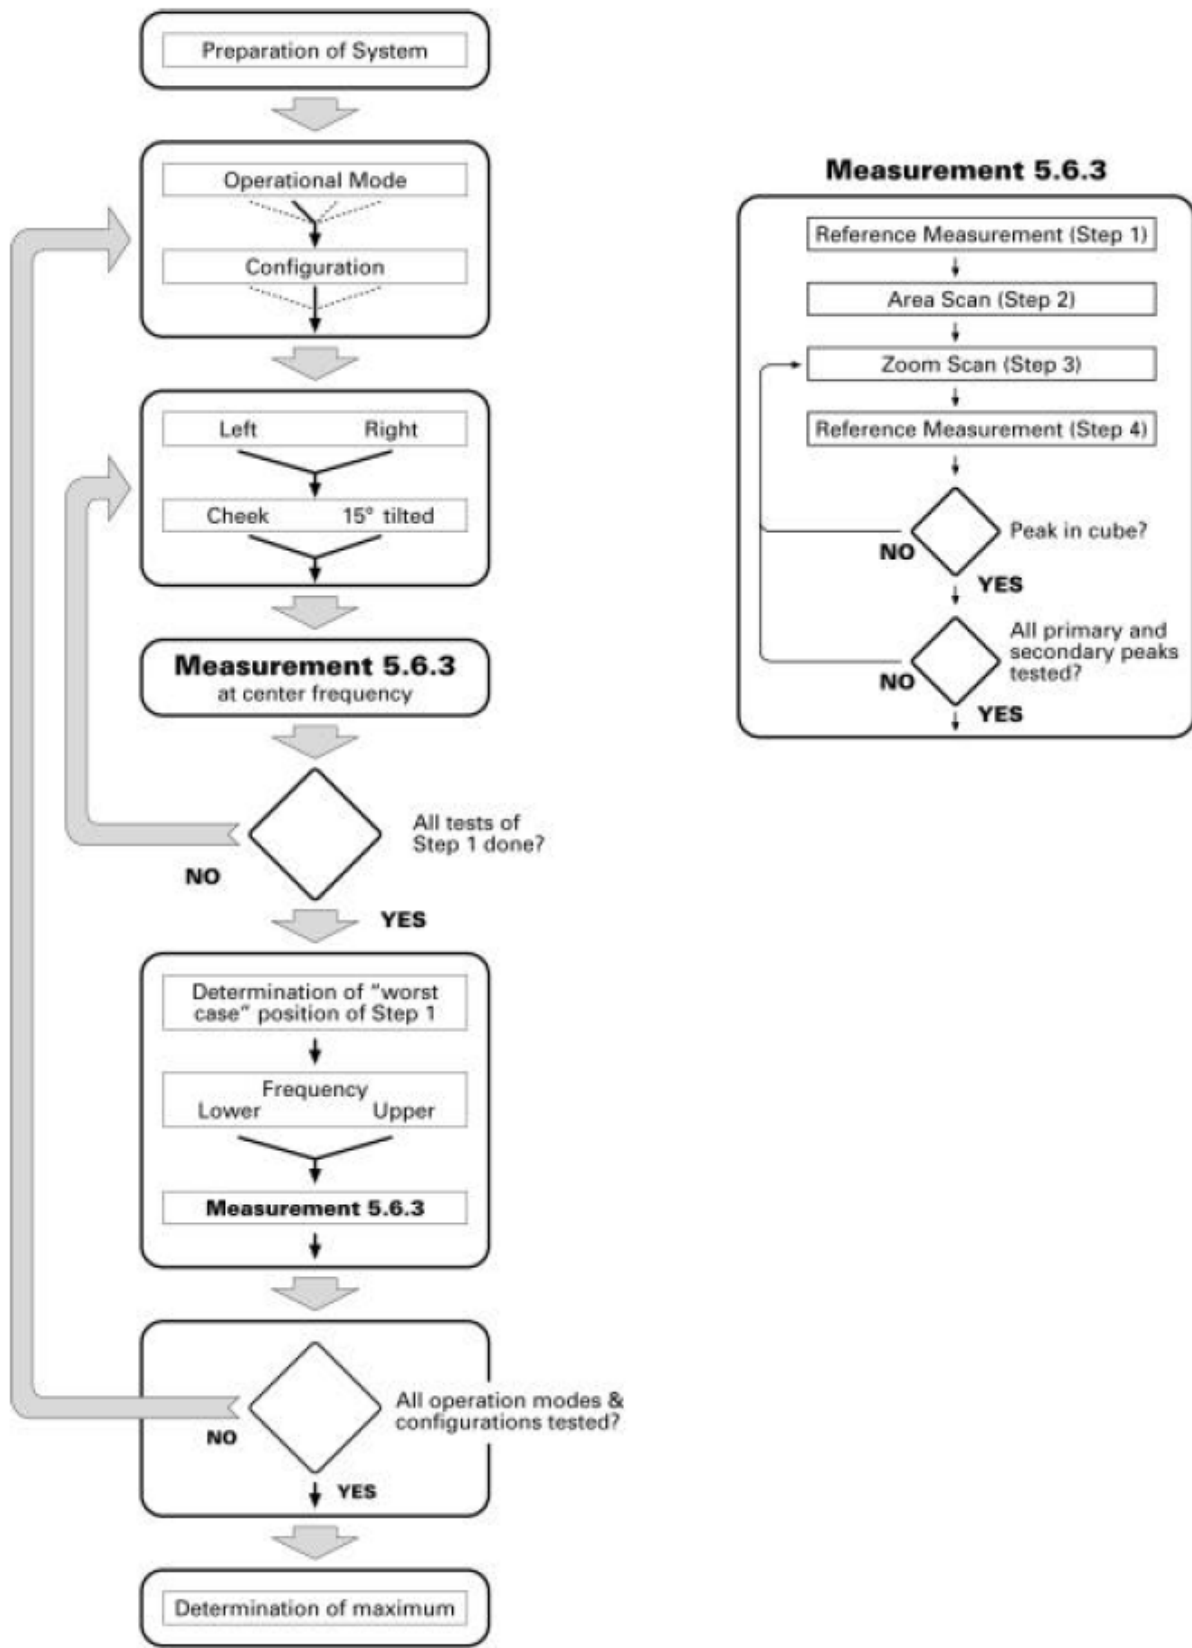 Preparation of System
Operational Mode
Configuration
Left Right
Cheek 15° tilted
Measurement 5.6.3
at center frequency
All tests of
Step 1 done?
NO
YES
Determination of “worst
case” position of Step 1
Frequency
Lower Upper
Measurement 5.6.3
All operation modes &
configurations tested?
NO
YES
Determination of maximum
Measurement 5.6.3
Reference Measurement (Step 1)
Area Scan (Step 2)
Zoom Scan (Step 3)
Reference Measurement (Step 4)
Peak in cube?
NO
YES
All primary and
secondary peaks
tested?
NO
YES